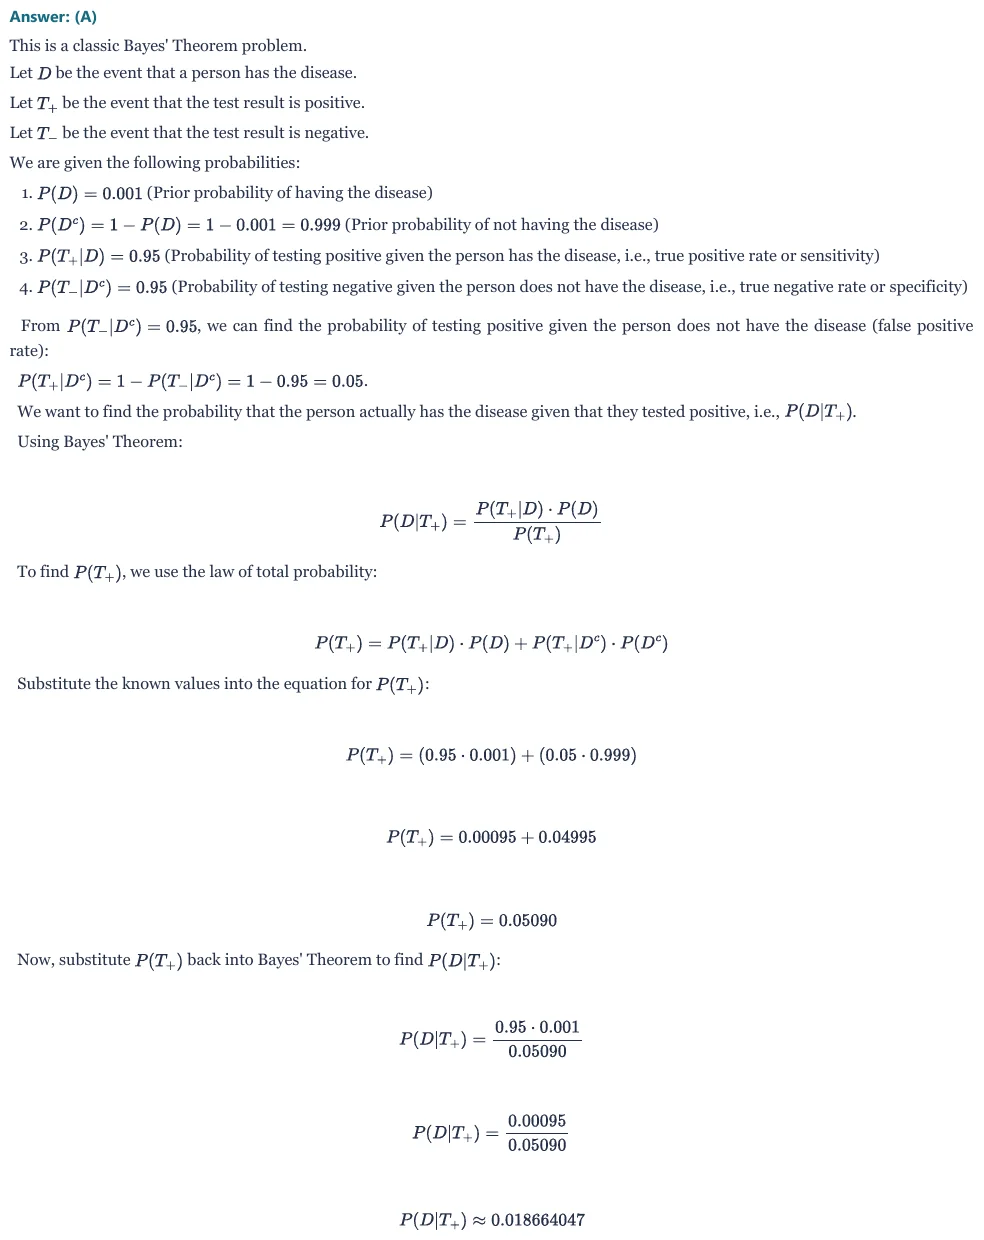 Answer: (A)
This is a classic Bayes' Theorem problem.
Let D be the event that a person has the disease.
Let T₊ be the event that the test result is positive.
Let T₋ be the event that the test result is negative.
We are given the following probabilities:
1. P(D) = 0.001 (Prior probability of having the disease)
2. P(Dᶜ) = 1 − P(D) = 1 − 0.001 = 0.999 (Prior probability of not having the disease)
3. P(T₊|D) = 0.95 (Probability of testing positive given the person has the disease, i.e., true positive rate or sensitivity)
4. P(T₋|Dᶜ) = 0.95 (Probability of testing negative given the person does not have the disease, i.e., true negative rate or specificity)
From P(T₋|Dᶜ) = 0.95, we can find the probability of testing positive given the person does not have the disease (false positive
rate):
P(T₊|Dᶜ) = 1 − P(T₋|Dᶜ) = 1 − 0.95 = 0.05.
We want to find the probability that the person actually has the disease given that they tested positive, i.e., P(D|T₊).
Using Bayes' Theorem:
P(D|T₊) = P(T₊|D) · P(D) / P(T₊)
To find P(T₊), we use the law of total probability:
P(T₊) = P(T₊|D) · P(D) + P(T₊|Dᶜ) · P(Dᶜ)
Substitute the known values into the equation for P(T₊):
P(T₊) = (0.95 · 0.001) + (0.05 · 0.999)
P(T₊) = 0.00095 + 0.04995
P(T₊) = 0.05090
Now, substitute P(T₊) back into Bayes' Theorem to find P(D|T₊):
P(D|T₊) = 0.95 · 0.001 / 0.05090
P(D|T₊) = 0.00095 / 0.05090
P(D|T₊) ≈ 0.018664047